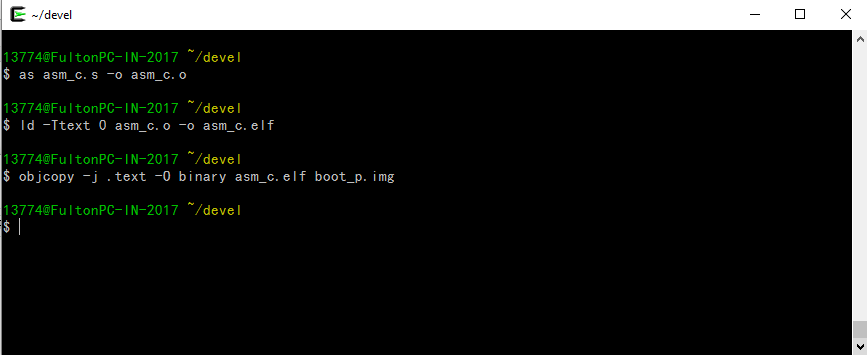 ~/devel
13774@FultonPC-IN-2017 ~/devel
$ as asm_c.s -o asm_c.o
13774@FultonPC-IN-2017 ~/devel
$ ld -Ttext 0 asm_c.o -o asm_c.elf
13774@FultonPC-IN-2017 ~/devel
$ objcopy -j .text -O binary asm_c.elf boot_p.img
13774@FultonPC-IN-2017 ~/devel
$